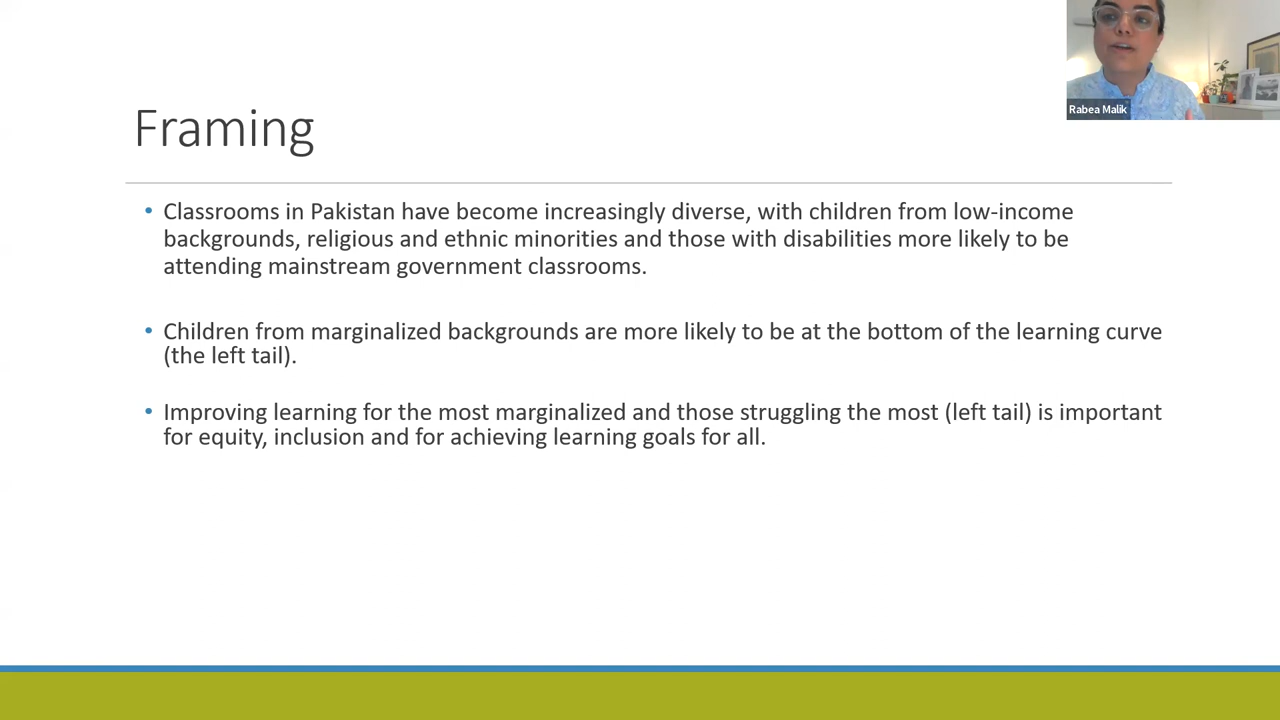 Rabea Malik
Framing
• Classrooms in Pakistan have become increasingly diverse, with children from low-income
backgrounds, religious and ethnic minorities and those with disabilities more likely to be
attending mainstream government classrooms.
• Children from marginalized backgrounds are more likely to be at the bottom of the learning curve
(the left tail).
• Improving learning for the most marginalized and those struggling the most (left tail) is important
for equity, inclusion and for achieving learning goals for all.